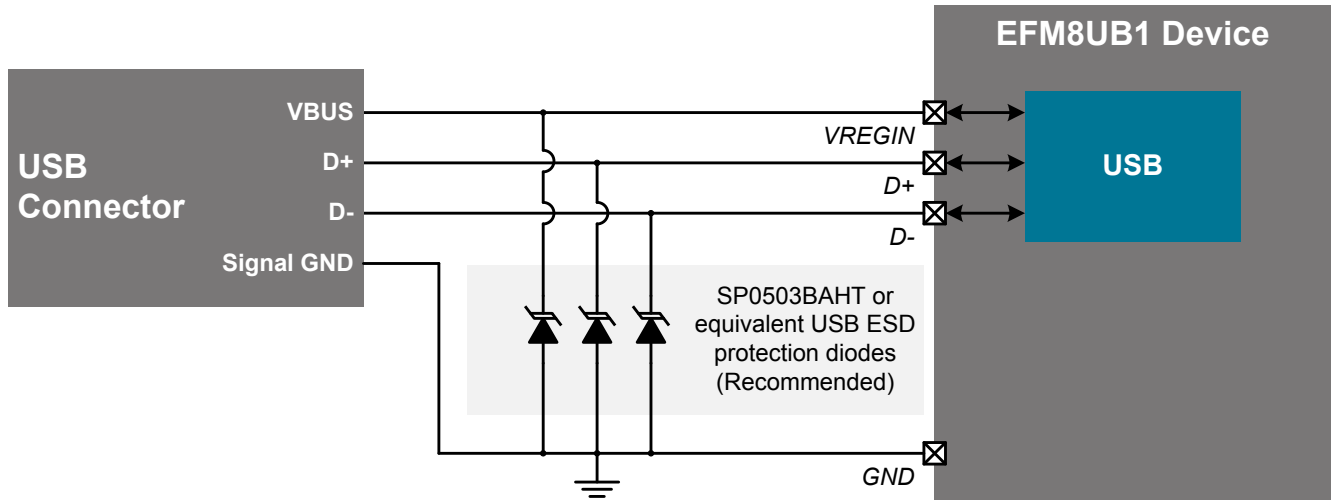 EFM8UB1 Device
USB
Connector
VBUS
D+
D-
Signal GND
VREGIN
D+
D-
USB
SP0503BAHT or
equivalent USB ESD
protection diodes
(Recommended)
GND